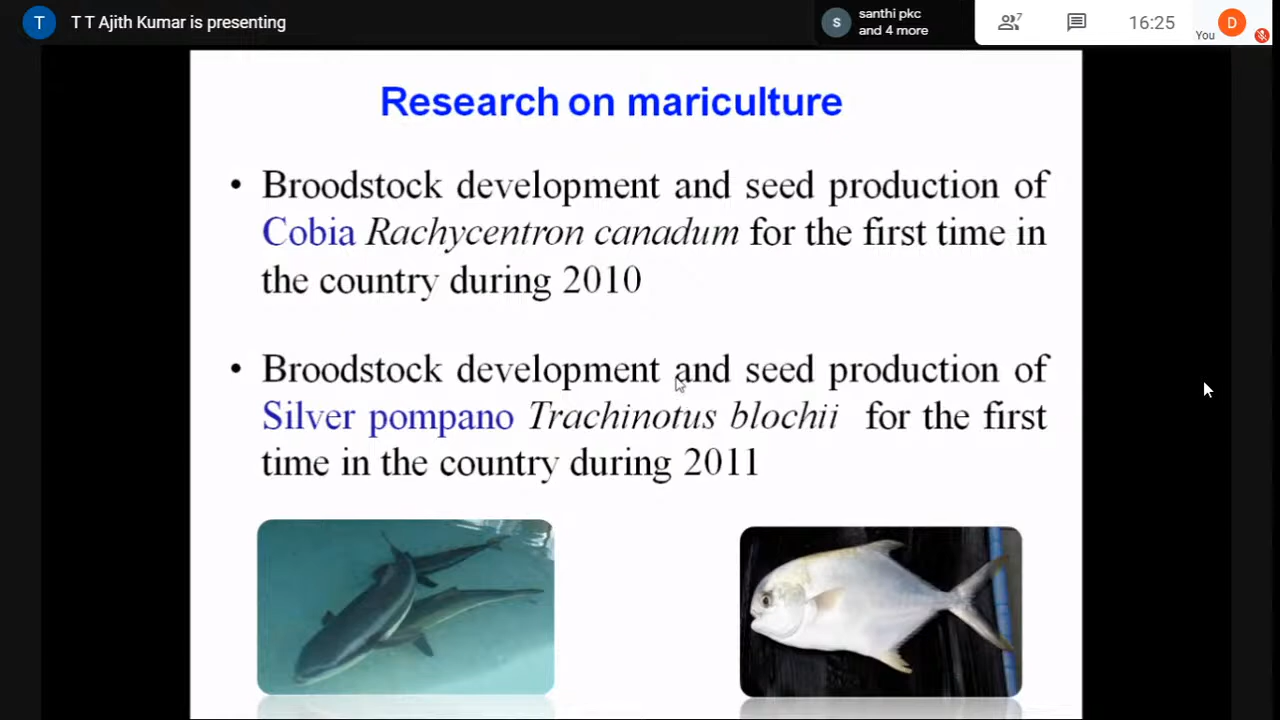 T T T Ajith Kumar is presenting
s santhi pkc
and 4 more
7
16:25
You D
Research on mariculture
• Broodstock development and seed production of
Cobia Rachycentron canadum for the first time in
the country during 2010
• Broodstock development and seed production of
Silver pompano Trachinotus blochii for the first
time in the country during 2011